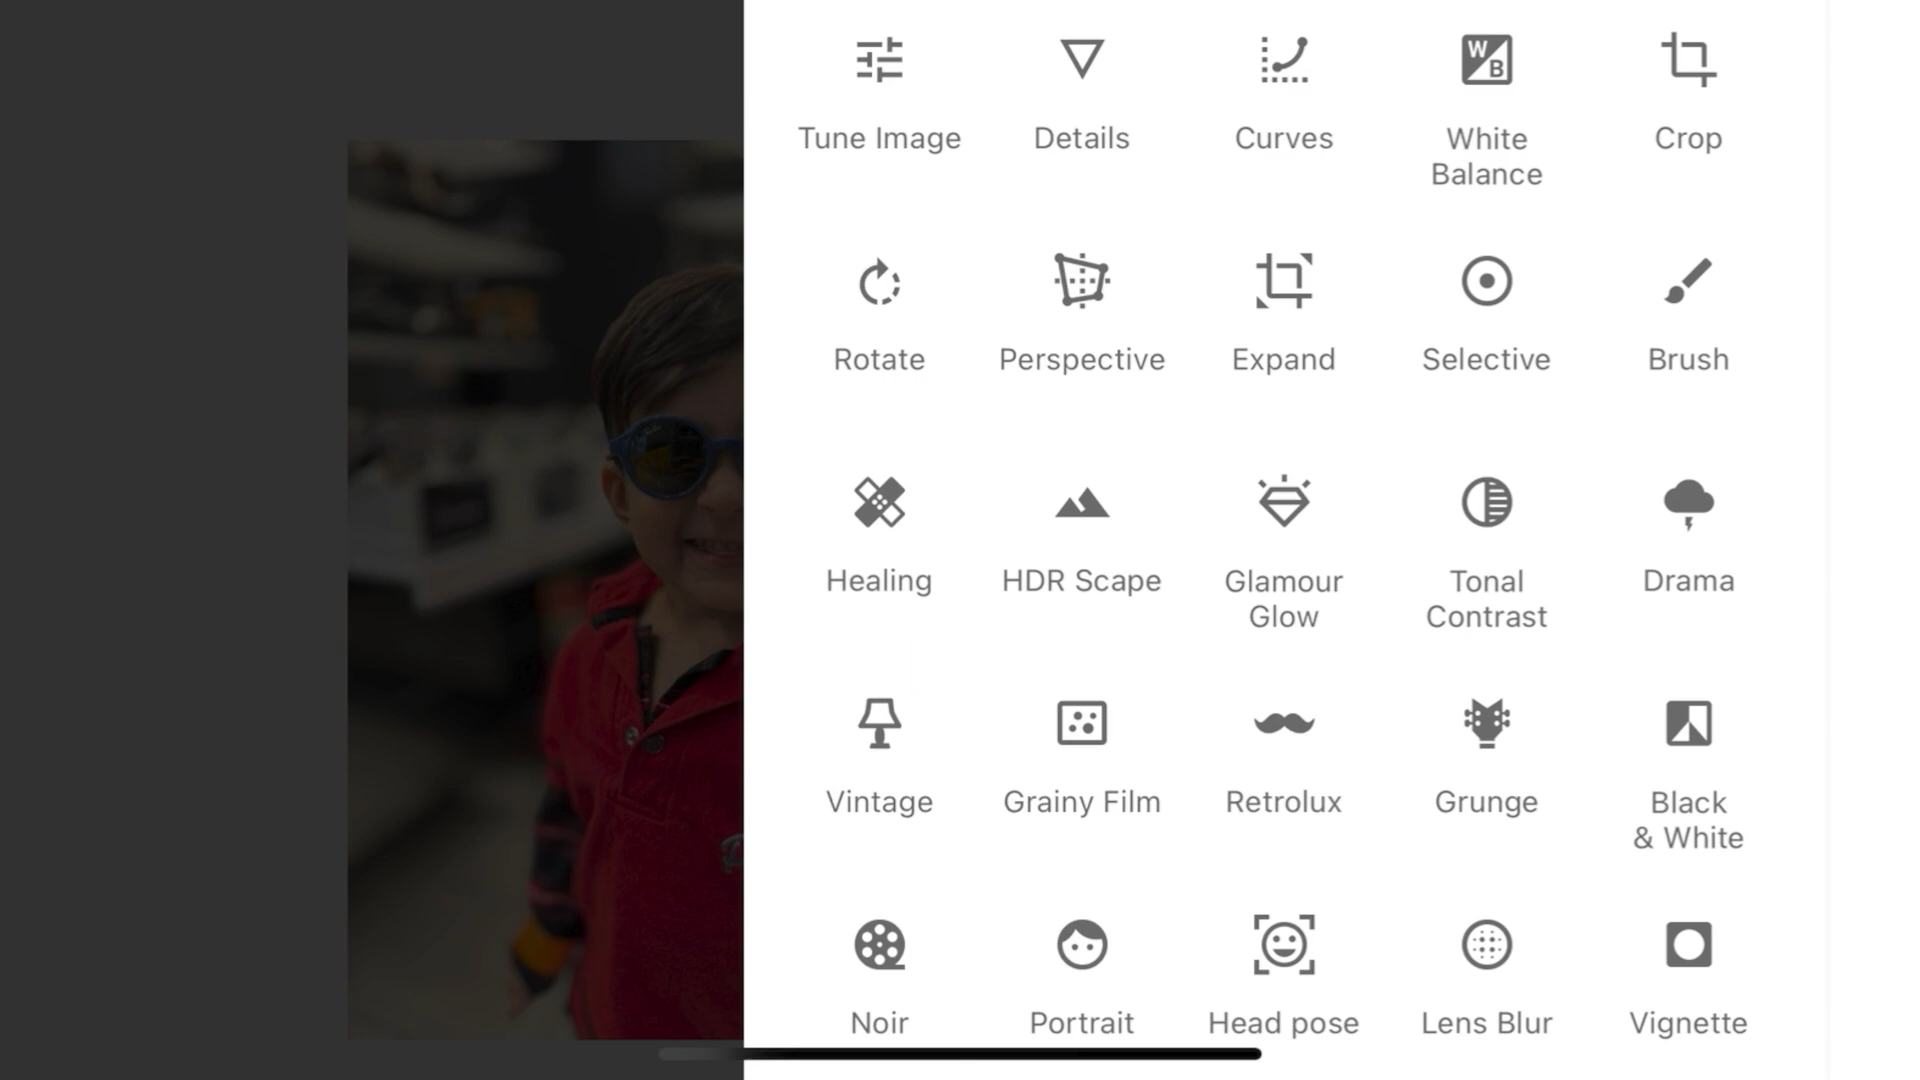 W
B
Tune Image
Details
Curves
White
Balance
Crop
Rotate
Perspective
Expand
Selective
Brush
Healing
HDR Scape
Glamour
Glow
Tonal
Contrast
Drama
Vintage
Grainy Film
Retrolux
Grunge
Black
& White
Noir
Portrait
Head pose
Lens Blur
Vignette